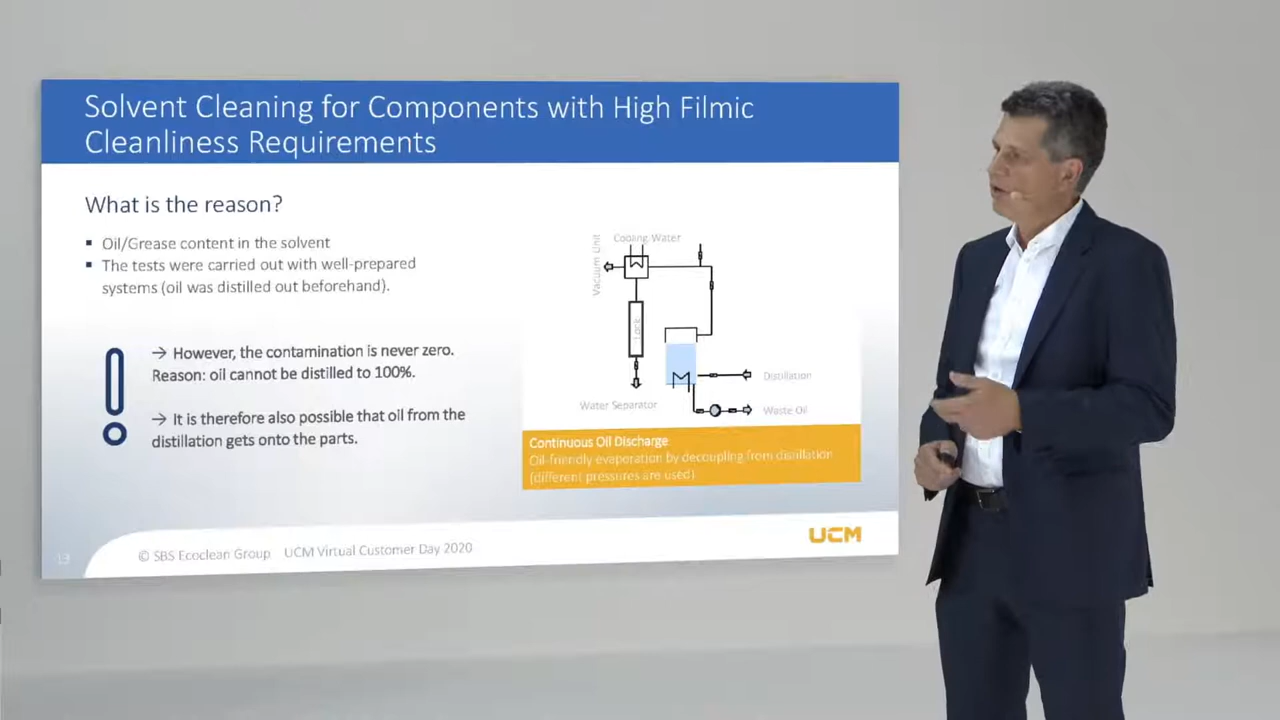 Solvent Cleaning for Components with High Filmic
Cleanliness Requirements
What is the reason?
▪ Oil/Grease content in the solvent
▪ The tests were carried out with well-prepared
systems (oil was distilled out beforehand).
→ However, the contamination is never zero.
Reason: oil cannot be distilled to 100%.
→ It is therefore also possible that oil from the
distillation gets onto the parts.
Cooling Water
Vacuum Unit
Lock
Distillation
Water Separator
Waste Oil
Continuous Oil Discharge
Oil-friendly evaporation by decoupling from distillation
(different pressures are used)
UCM
13
© SBS Ecoclean Group UCM Virtual Customer Day 2020